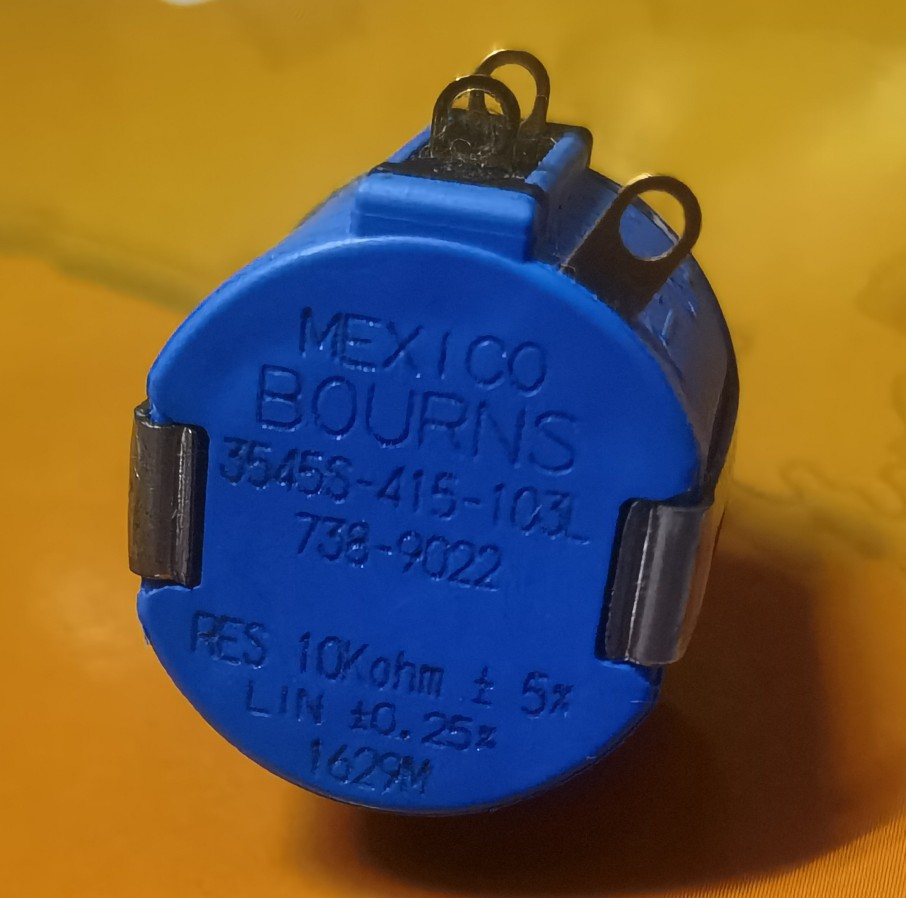 MEXICO
BOURNS
3545S-415-103L
738-9022
RES 10Kohm ± 5%
LIN ±0.25%
1629M